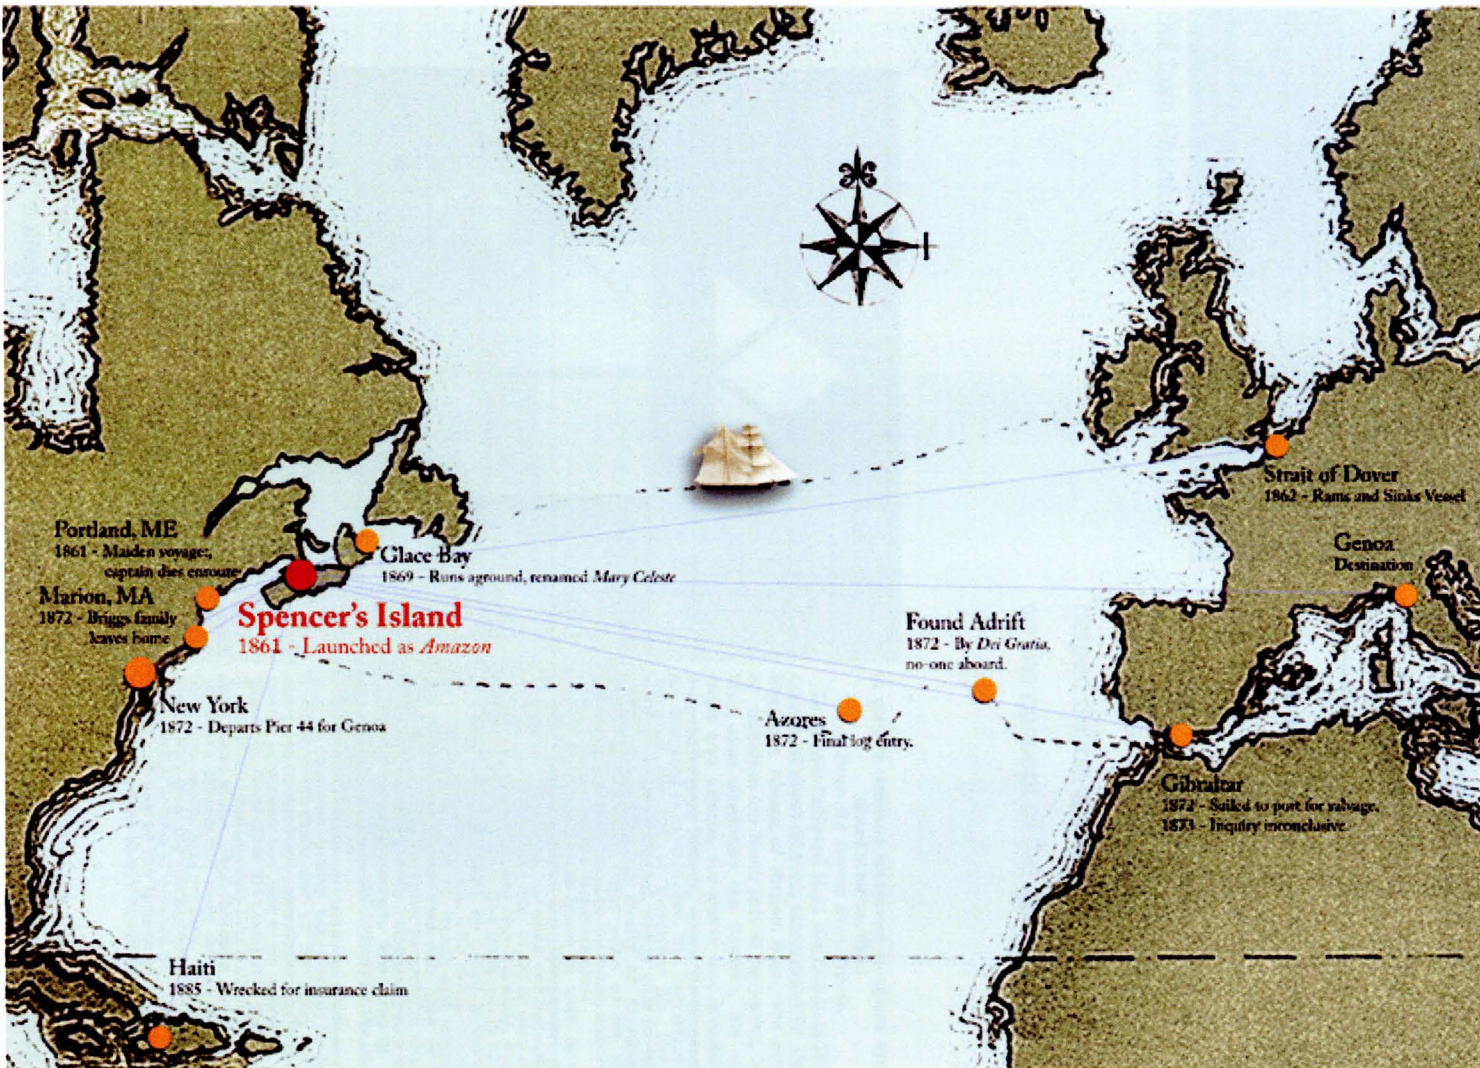 Strait of Dover
1862 - Rams and Sinks Vessel
Portland, ME
1861 - Maiden voyage;
captain dies enroute
Genoa
Destination
Glace Bay
1869 - Runs aground, renamed Mary Celeste
Marion, MA
1872 - Briggs family
leaves home
Spencer's Island
1861 - Launched as Amazon
Found Adrift
1872 - By Dei Gratia,
no-one aboard.
New York
1872 - Departs Pier 44 for Genoa
Azores
1872 - Final log entry.
Gibraltar
1872 - Sailed to port for salvage.
1873 - Inquiry inconclusive
Haiti
1885 - Wrecked for insurance claim